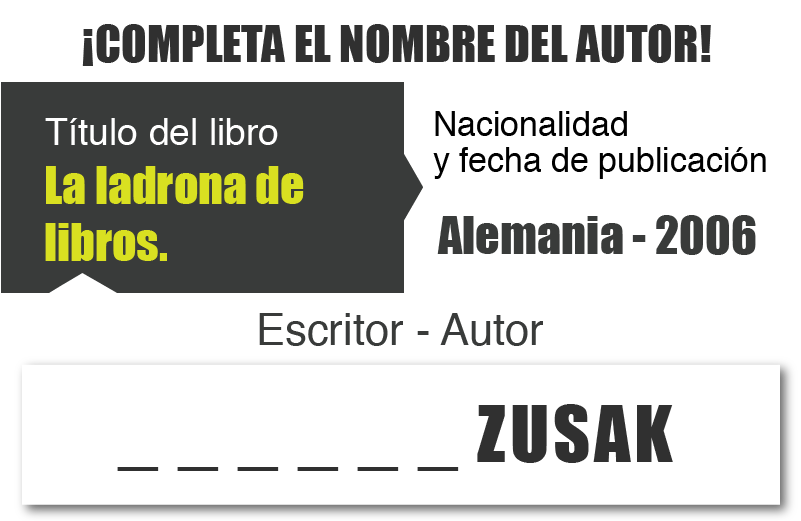 ¡COMPLETA EL NOMBRE DEL AUTOR!
Título del libro
La ladrona de
libros.
Nacionalidad
y fecha de publicación
Alemania - 2006
Escritor - Autor
_ _ _ _ _ _ ZUSAK